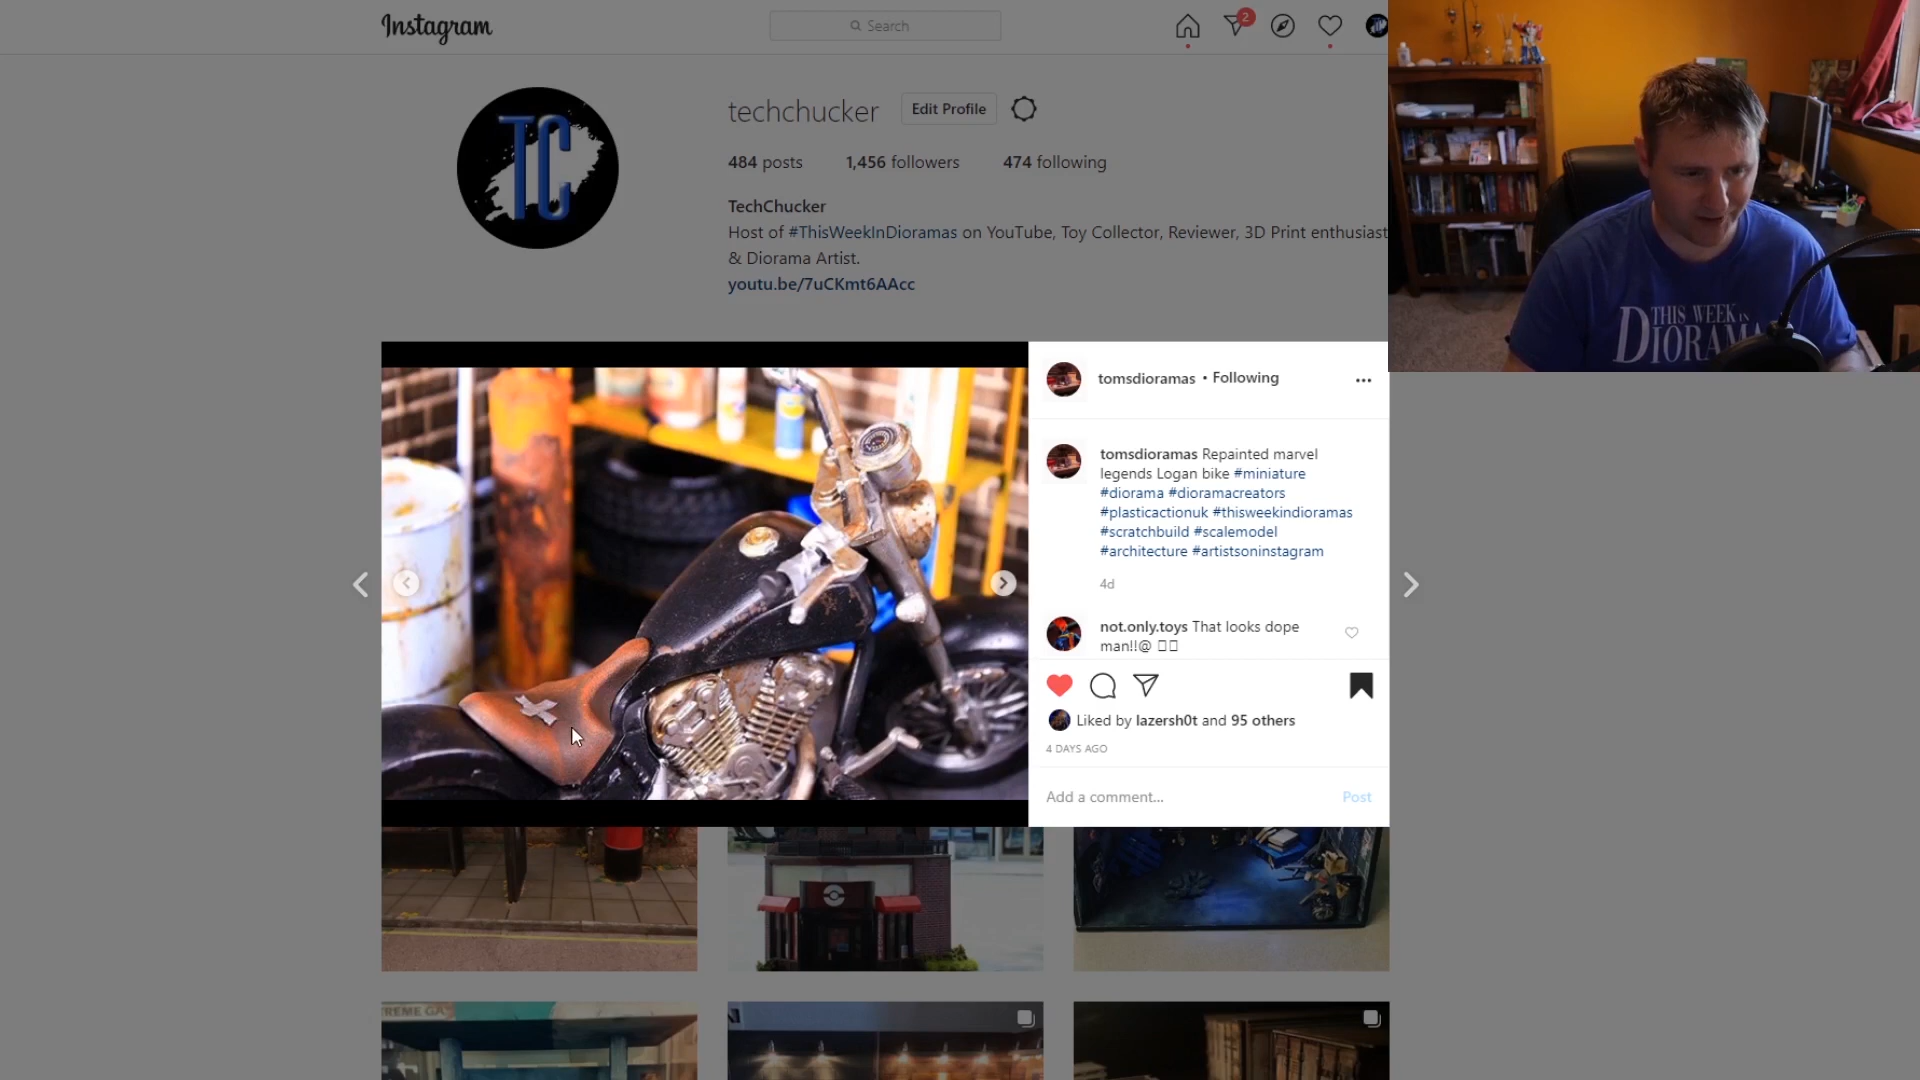 Instagram
Search
2
techchucker Edit Profile
484 posts 1,456 followers 474 following
TechChucker
Host of #ThisWeekInDioramas on YouTube, Toy Collector, Reviewer, 3D Print enthusiast
& Diorama Artist.
youtu.be/7uCKmt6AAcc
TC
THIS WEEK IN
DIORAMA
tomsdioramas • Following
tomsdioramas Repainted marvel
legends Logan bike #miniature
#diorama #dioramacreators
#plasticactionuk #thisweekindioramas
#scratchbuild #scalemodel
#architecture #artistsoninstagram
4d
not.only.toys That looks dope
man!!@
Liked by lazersh0t and 95 others
4 DAYS AGO
Add a comment... Post